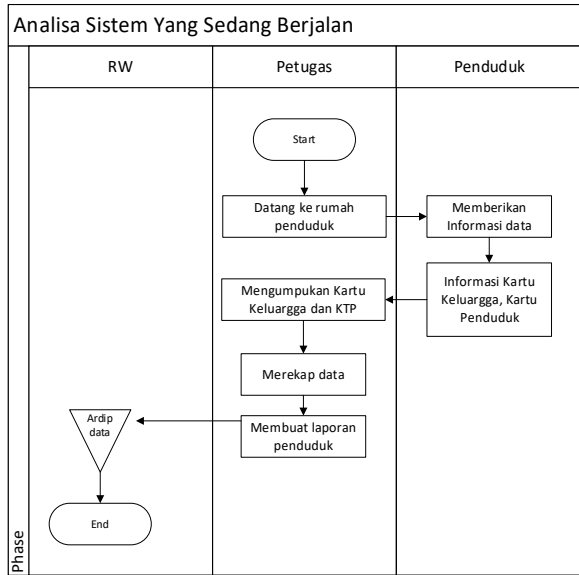 Analisa Sistem Yang Sedang Berjalan
RW
Petugas
Penduduk
Start
Datang ke rumah
penduduk
Memberikan
Informasi data
Informasi Kartu
Keluargga, Kartu
Penduduk
Mengumpukan Kartu
Keluargga dan KTP
Merekap data
Membuat laporan
penduduk
Ardip
data
End
Phase